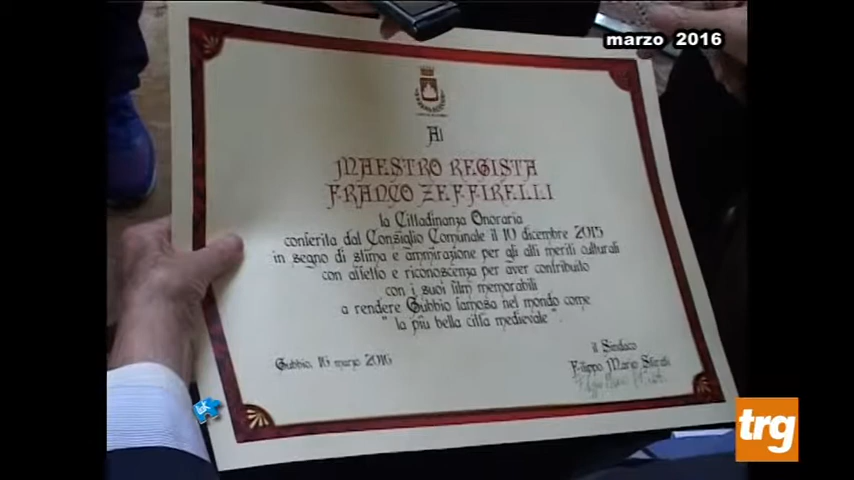 marzo 2016
Al
MAESTRO REGISTA
FRANCO ZEFFIRELLI
la Cittadinanza Onoraria
conferita dal Consiglio Comunale il 10 dicembre 2015
in segno di stima e ammirazione per gli alti meriti culturali
con affetto e riconoscenza per aver contribuito
con i suoi film memorabili
a rendere Gubbio famosa nel mondo come
"la più bella città medievale".
Gubbio, 16 marzo 2016
il Sindaco
Filippo Mario Stirati
trg